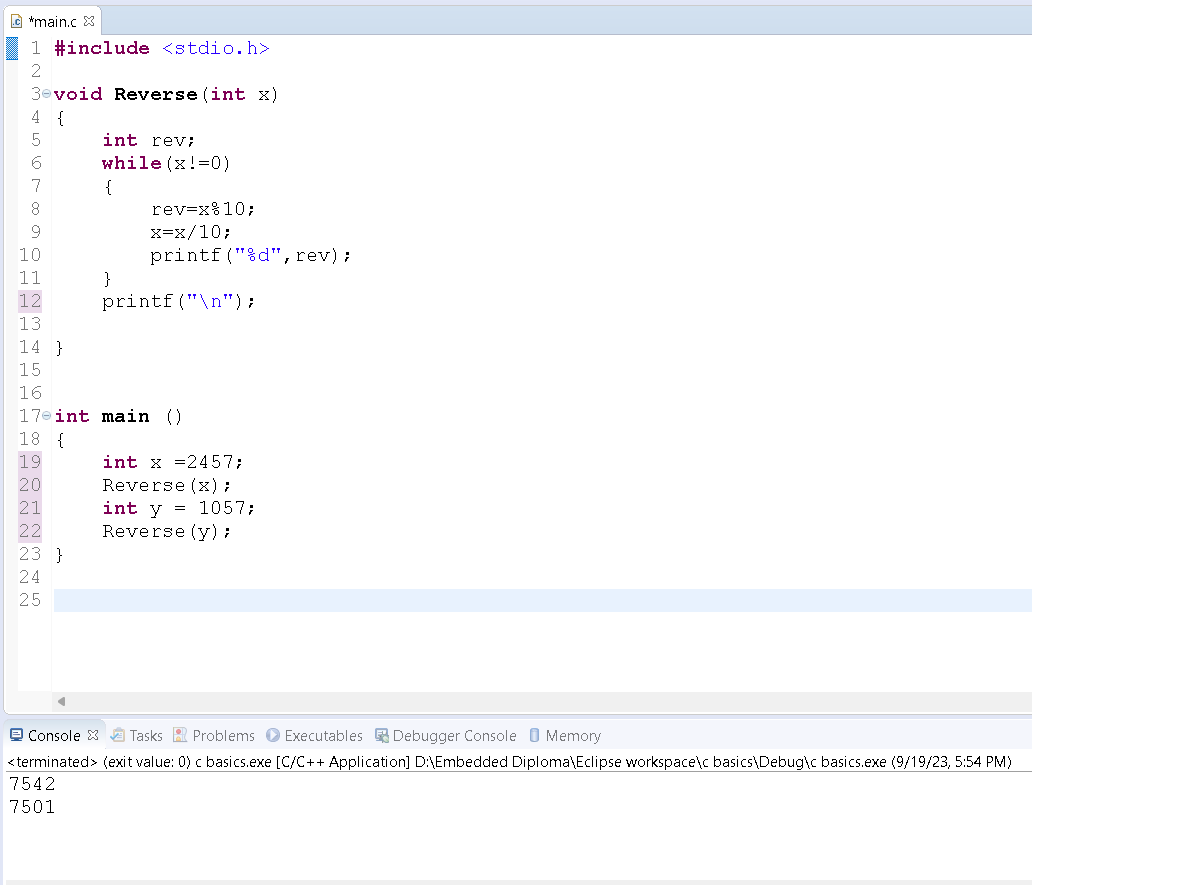 *main.c
1 #include <stdio.h>
2
3 void Reverse(int x)
4 {
5 int rev;
6 while(x!=0)
7 {
8 rev=x%10;
9 x=x/10;
10 printf("%d",rev);
11 }
12 printf("\n");
13
14 }
15
16
17 int main ()
18 {
19 int x =2457;
20 Reverse(x);
21 int y = 1057;
22 Reverse(y);
23 }
24
25
Console Tasks Problems Executables Debugger Console Memory
<terminated> (exit value: 0) c basics.exe [C/C++ Application] D:\Embedded Diploma\Eclipse workspace\c basics\Debug\c basics.exe (9/19/23, 5:54 PM)
7542
7501